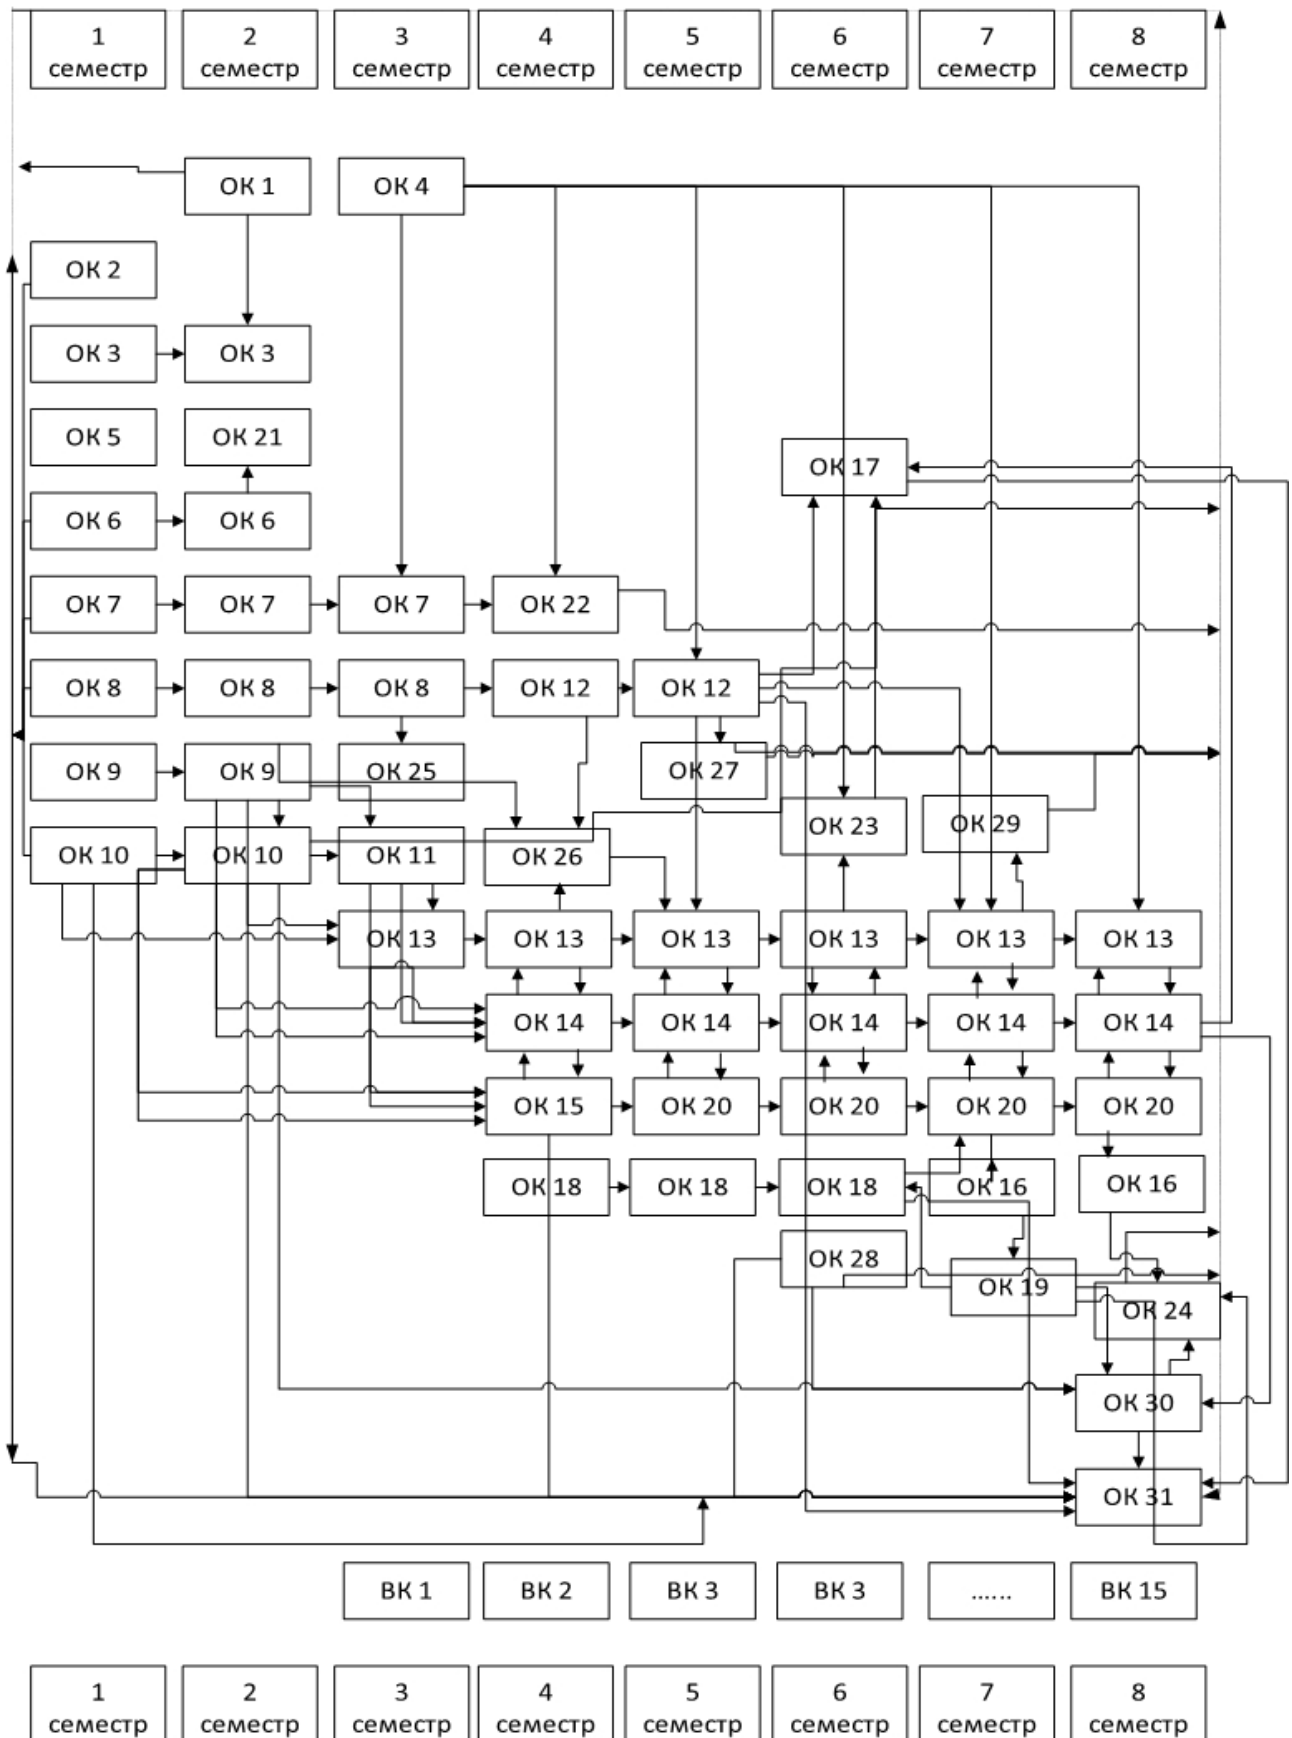 1 семестр
2 семестр
3 семестр
4 семестр
5 семестр
6 семестр
7 семестр
8 семестр
ОК 1
ОК 4
ОК 2
ОК 3
ОК 3
ОК 5
ОК 21
ОК 17
ОК 6
ОК 6
ОК 7
ОК 7
ОК 7
ОК 22
ОК 8
ОК 8
ОК 8
ОК 12
ОК 12
ОК 9
ОК 9
ОК 25
ОК 27
ОК 23
ОК 29
ОК 10
ОК 10
ОК 11
ОК 26
ОК 13
ОК 13
ОК 13
ОК 13
ОК 13
ОК 13
ОК 14
ОК 14
ОК 14
ОК 14
ОК 14
ОК 15
ОК 20
ОК 20
ОК 20
ОК 20
ОК 18
ОК 18
ОК 18
ОК 16
ОК 16
ОК 28
ОК 19
ОК 24
ОК 30
ОК 31
ВК 1
ВК 2
ВК 3
ВК 3
......
ВК 15
1 семестр
2 семестр
3 семестр
4 семестр
5 семестр
6 семестр
7 семестр
8 семестр